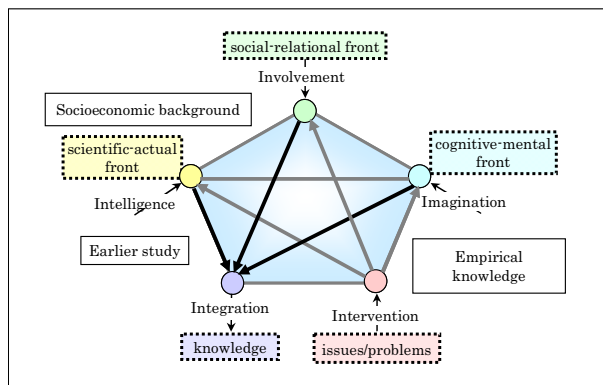 social-relational front
Involvement
Socioeconomic background
scientific-actual
front
cognitive-mental
front
Intelligence
Imagination
Earlier study
Empirical
knowledge
Integration
Intervention
knowledge
issues/problems